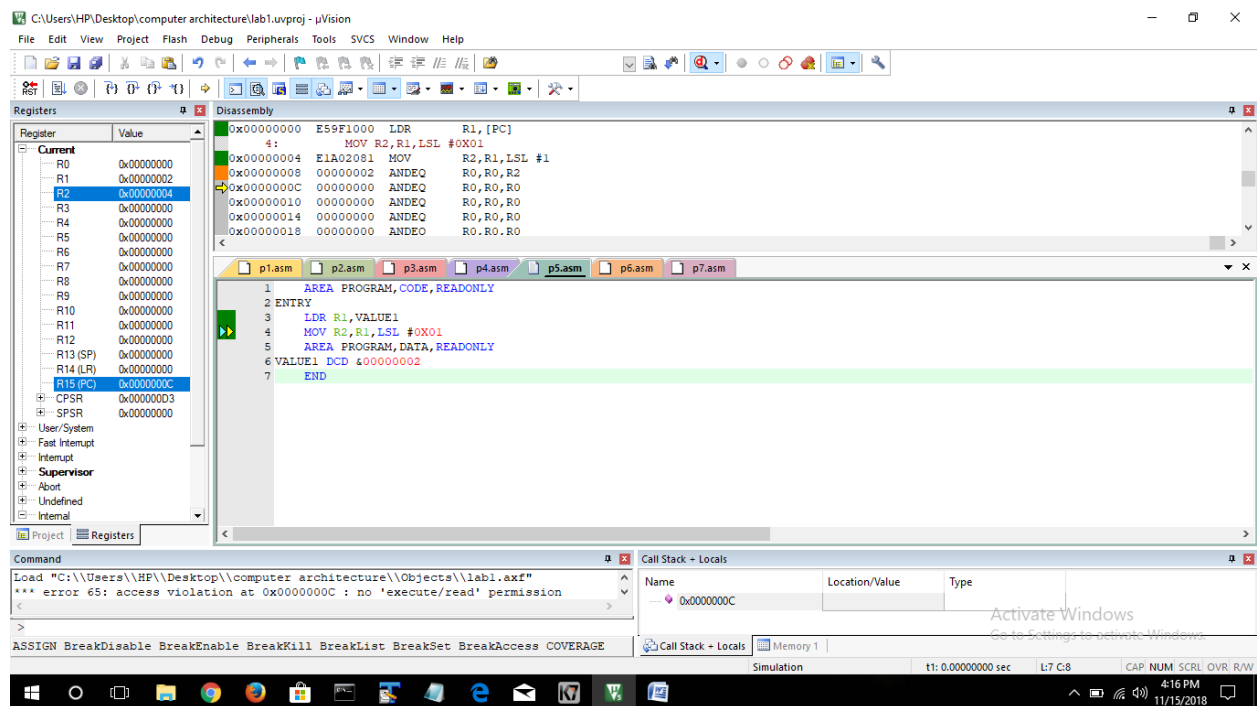 C:\Users\HP\Desktop\computer architecture\lab1.uvproj - µVision
File Edit View Project Flash Debug Peripherals Tools SVCS Window Help
Registers
Register Value
Current
R0 0x00000000
R1 0x00000002
R2 0x00000004
R3 0x00000000
R4 0x00000000
R5 0x00000000
R6 0x00000000
R7 0x00000000
R8 0x00000000
R9 0x00000000
R10 0x00000000
R11 0x00000000
R12 0x00000000
R13 (SP) 0x00000000
R14 (LR) 0x00000000
R15 (PC) 0x0000000C
CPSR 0x000000D3
SPSR 0x00000000
User/System
Fast Interrupt
Interrupt
Supervisor
Abort
Undefined
Internal
Project Registers
Disassembly
0x00000000 E59F1000 LDR R1,[PC]
4: MOV R2,R1,LSL #0X01
0x00000004 E1A02081 MOV R2,R1,LSL #1
0x00000008 00000002 ANDEQ R0,R0,R2
0x0000000C 00000000 ANDEQ R0,R0,R0
0x00000010 00000000 ANDEQ R0,R0,R0
0x00000014 00000000 ANDEQ R0,R0,R0
0x00000018 00000000 ANDEQ R0,R0,R0
p1.asm p2.asm p3.asm p4.asm p5.asm p6.asm p7.asm
1 AREA PROGRAM,CODE,READONLY
2 ENTRY
3 LDR R1,VALUE1
4 MOV R2,R1,LSL #0X01
5 AREA PROGRAM,DATA,READONLY
6 VALUE1 DCD &00000002
7 END
Command
Load "C:\\Users\\HP\\Desktop\\computer architecture\\Objects\\lab1.axf"
*** error 65: access violation at 0x0000000C : no 'execute/read' permission
>
ASSIGN BreakDisable BreakEnable BreakKill BreakList BreakSet BreakAccess COVERAGE
Call Stack + Locals
Name Location/Value Type
0x0000000C
Activate Windows
Go to Settings to activate Windows.
Call Stack + Locals Memory 1
Simulation t1: 0.00000000 sec L:7 C:8 CAP NUM SCRL OVR R/W
4:16 PM
11/15/2018